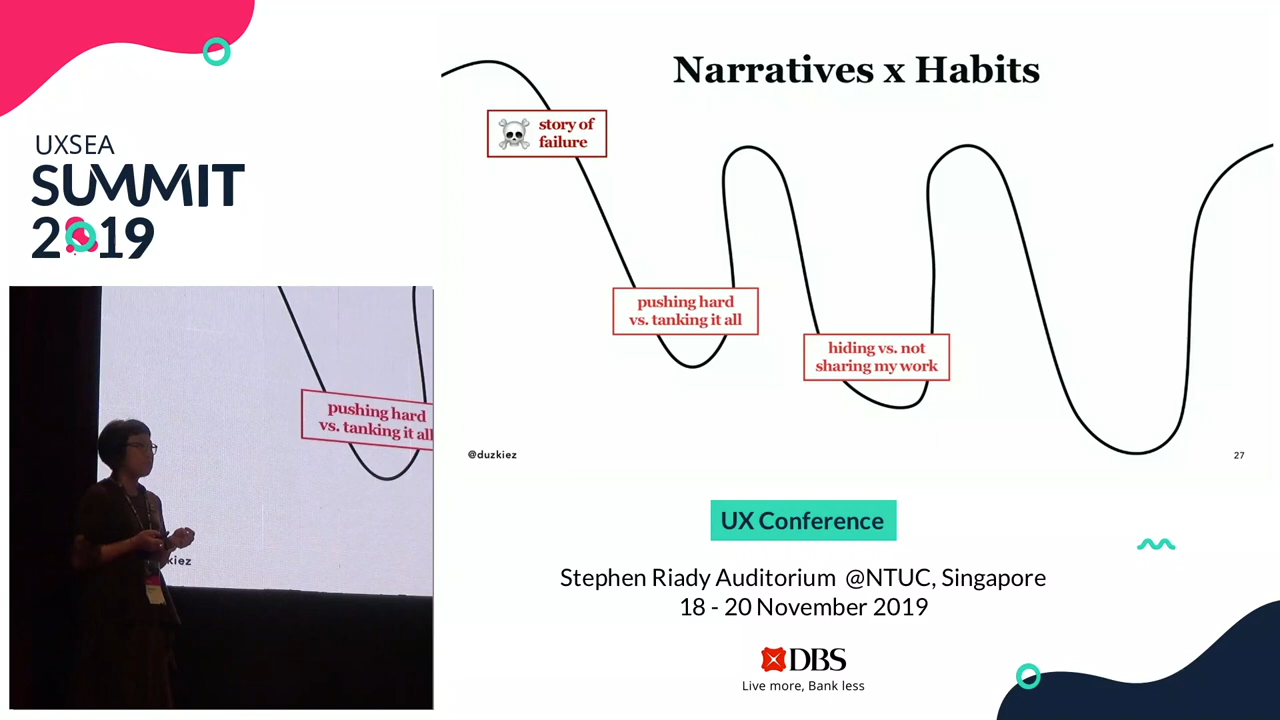 UXSEA
SUMMIT
2019
Narratives x Habits
story of
failure
pushing hard
vs. tanking it all
hiding vs. not
sharing my work
@duzkiez
27
pushing hard
vs. tanking it all
kiez
UX Conference
Stephen Riady Auditorium @NTUC, Singapore
18 - 20 November 2019
DBS
Live more, Bank less